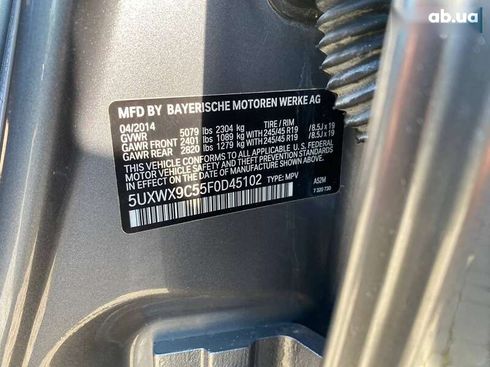 ab.ua
MFD BY BAYERISCHE MOTOREN WERKE AG
04/2014 TIRE / RIM
GVWR 5079 lbs 2304 kg
GAWR FRONT 2401 lbs 1089 kg WITH 245/45 R19 /8.5J x 19
GAWR REAR 2820 lbs 1279 kg WITH 245/45 R19 /8.5J x 19
THIS VEHICLE CONFORMS TO ALL APPLICABLE U.S. FEDERAL
MOTOR VEHICLE SAFETY AND THEFT PREVENTION STANDARDS
IN EFFECT ON THE DATE OF MANUFACTURE SHOWN ABOVE.
5UXWX9C55F0D45102 TYPE: MPV
A52M
7 320 730